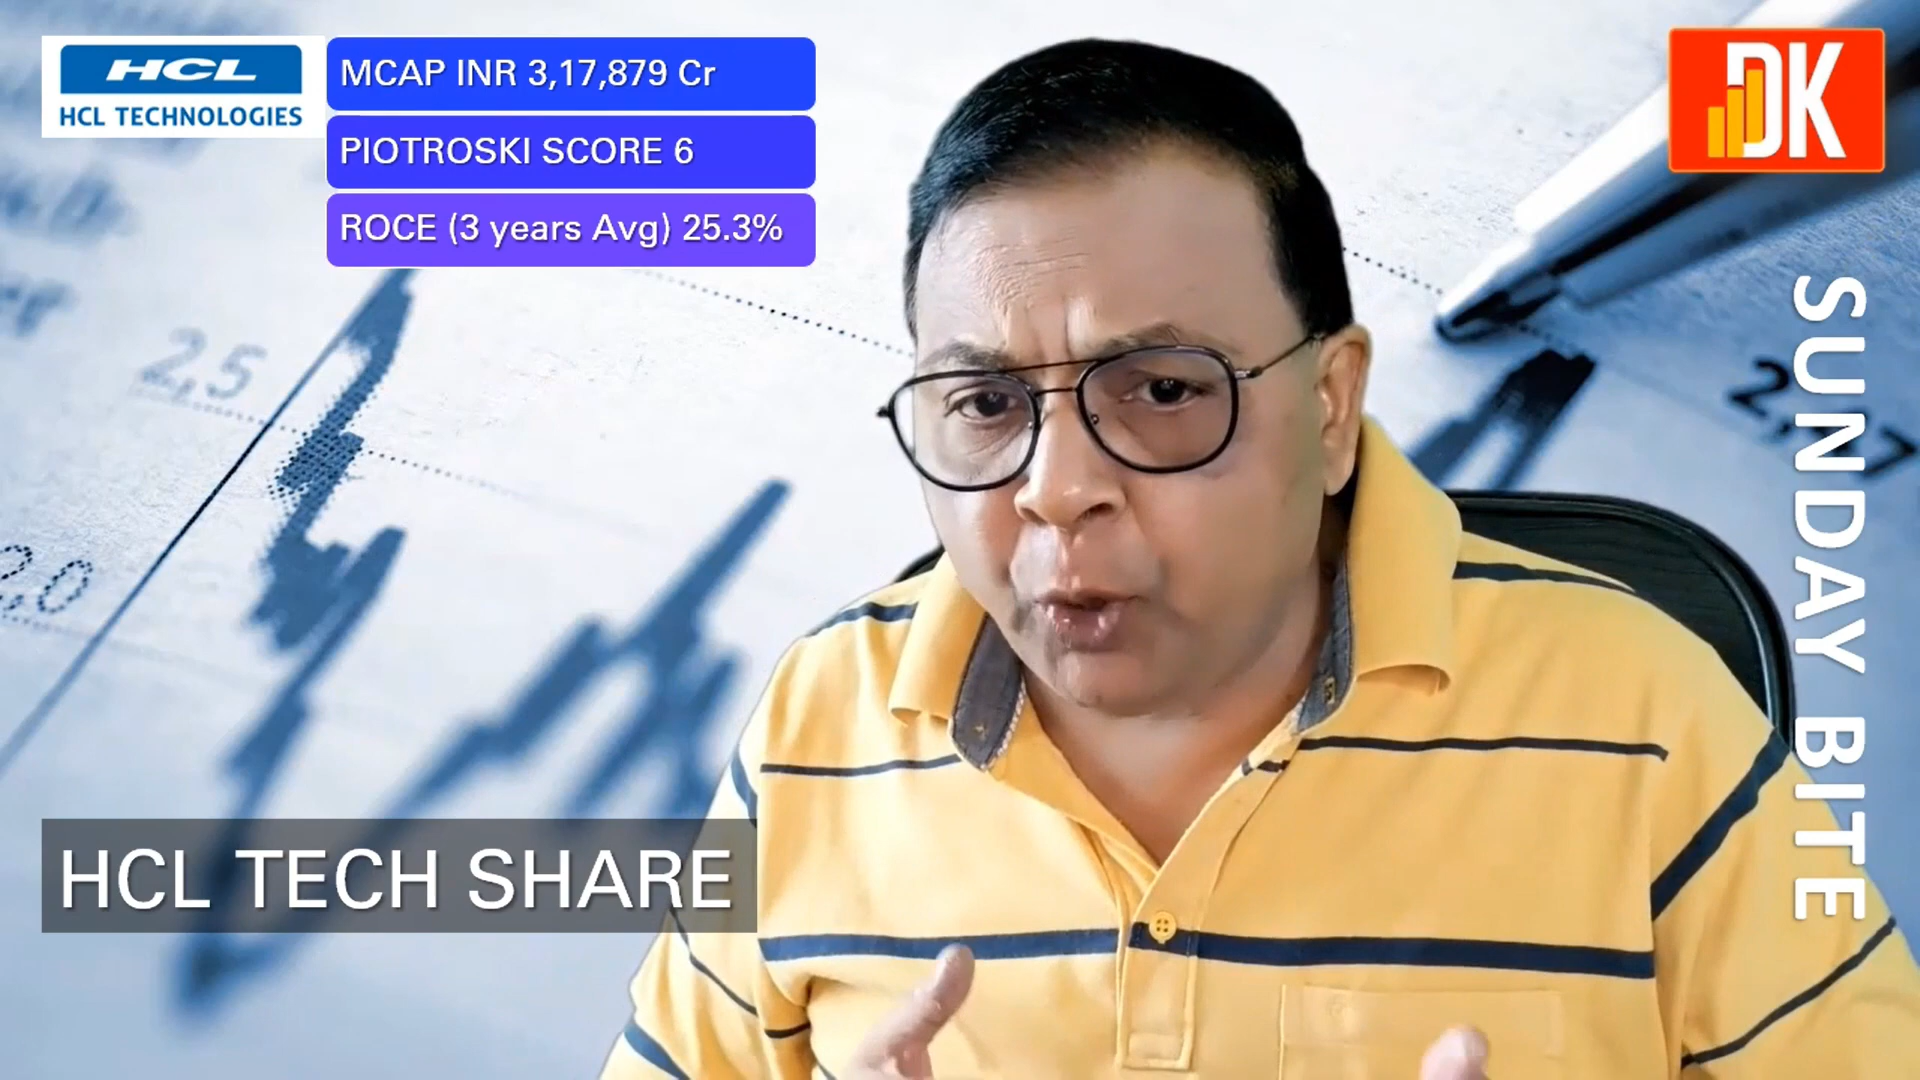 HCL
HCL TECHNOLOGIES
MCAP INR 3,17,879 Cr
PIOTROSKI SCORE 6
ROCE (3 years Avg) 25.3%
DK
2,5
2,0
SUNDAY BITE
HCL TECH SHARE